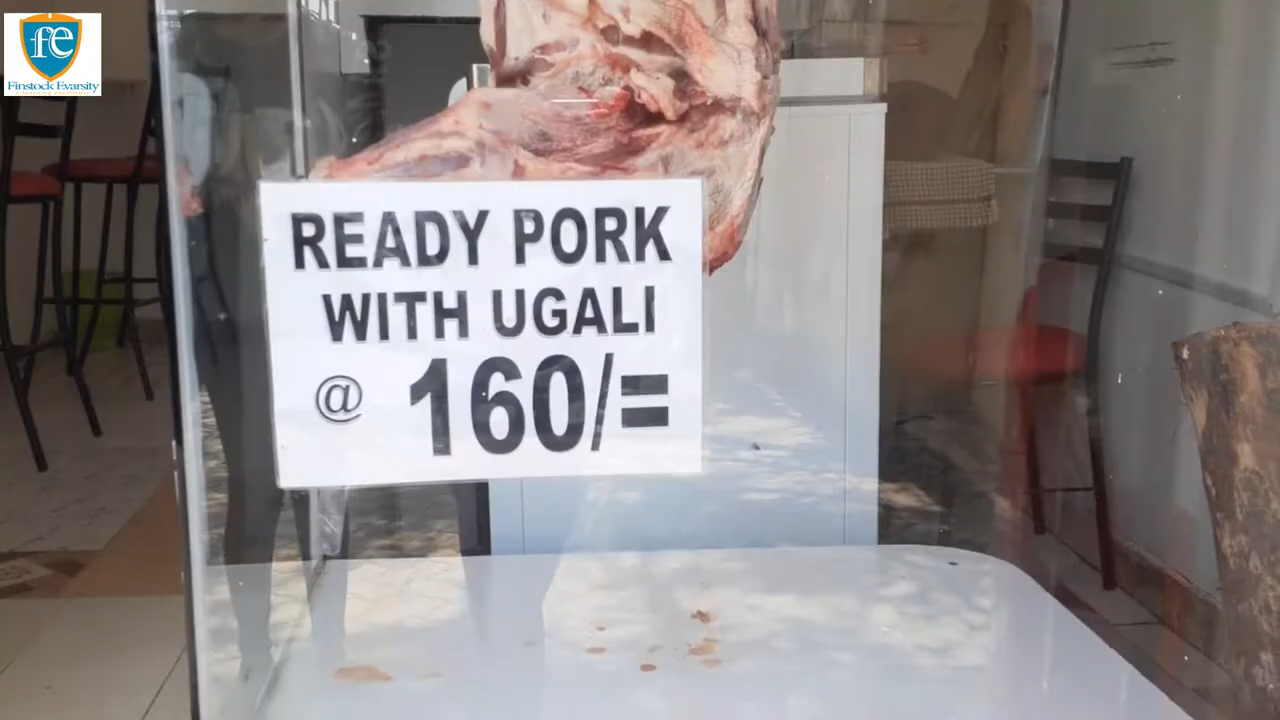 fe
Finstock Evarsity
READY PORK
WITH UGALI
@ 160/=